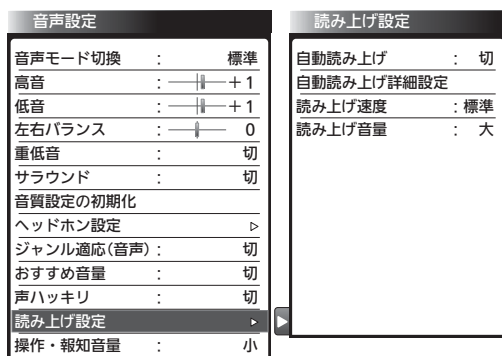 音声設定
音声モード切換 : 標準
高音 : +1
低音 : +1
左右バランス : 0
重低音 : 切
サラウンド : 切
音質設定の初期化
ヘッドホン設定
ジャンル適応(音声) : 切
おすすめ音量 : 切
声ハッキリ : 切
読み上げ設定
操作・報知音量 : 小
読み上げ設定
自動読み上げ : 切
自動読み上げ詳細設定
読み上げ速度 : 標準
読み上げ音量 : 大